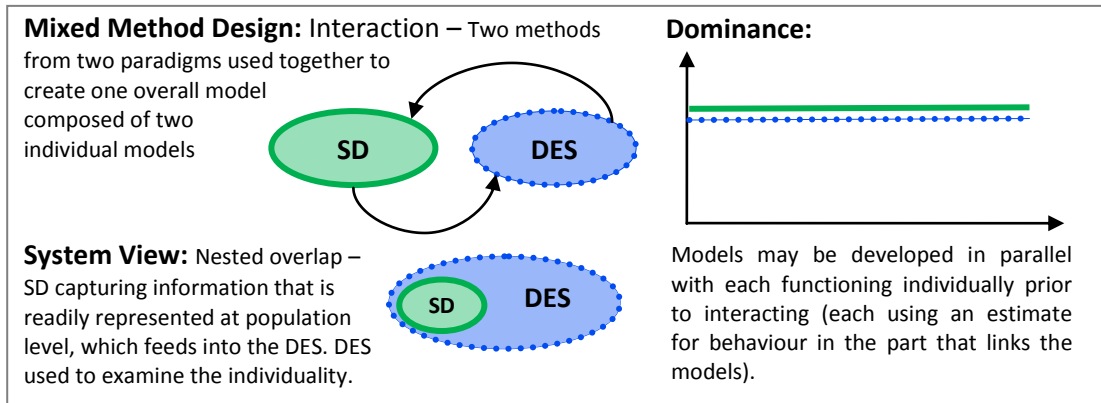 Mixed Method Design: Interaction – Two methods
from two paradigms used together to
create one overall model
composed of two
individual models
SD
DES
System View: Nested overlap –
SD capturing information that is
readily represented at population
level, which feeds into the DES. DES
used to examine the individuality.
SD
DES
Dominance:
Models may be developed in parallel
with each functioning individually prior
to interacting (each using an estimate
for behaviour in the part that links the
models).